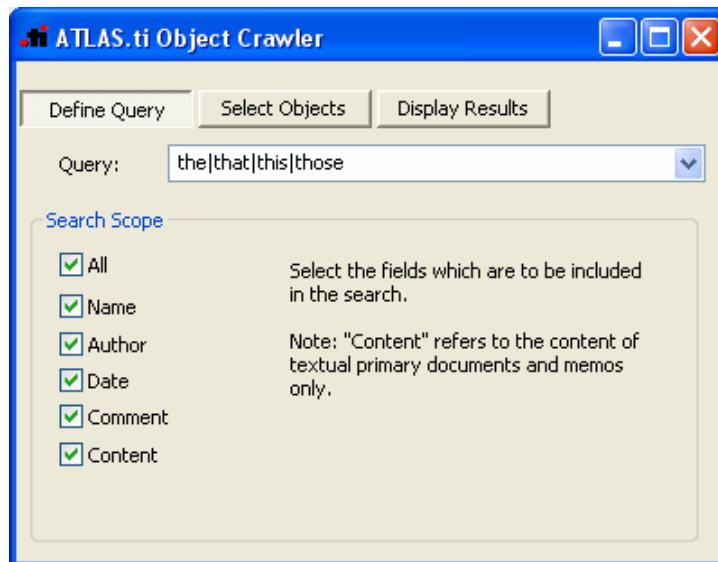 .ti ATLAS.ti Object Crawler
Define Query Select Objects Display Results
Query: the|that|this|those
Search Scope
All
Name
Author
Date
Comment
Content
Select the fields which are to be included
in the search.
Note: "Content" refers to the content of
textual primary documents and memos
only.